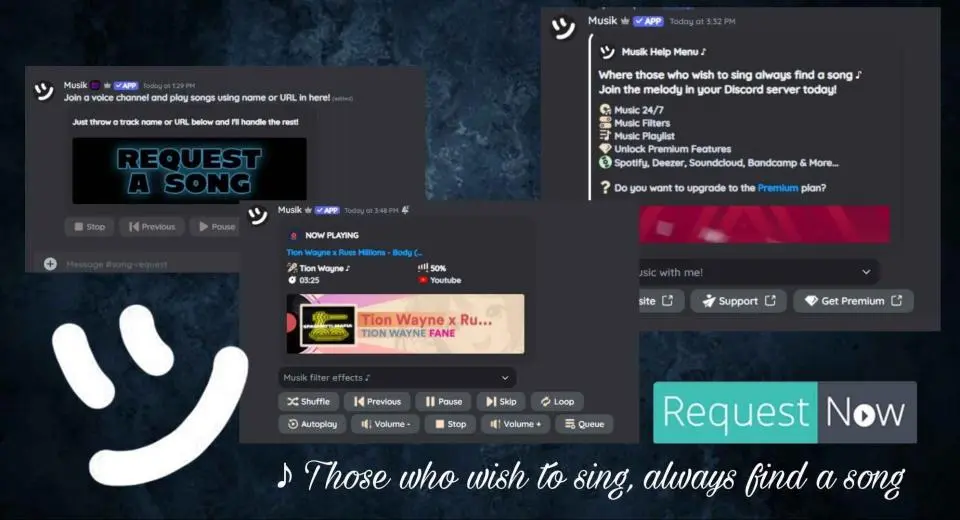 Musik APP Today at 1:29 PM
Join a voice channel and play songs using name or URL in here! (edited)
Just throw a track name or URL below and I'll handle the rest!
REQUEST
A SONG
Stop Previous Pause
Message #song-request
Musik APP Today at 3:32 PM
Musik Help Menu ♪
Where those who wish to sing always find a song ♪
Join the melody in your Discord server today!
Music 24/7
Music Filters
Music Playlist
Unlock Premium Features
Spotify, Deezer, Soundcloud, Bandcamp & More...
? Do you want to upgrade to the Premium plan?
usic with me!
site Support Get Premium
Musik APP Today at 3:48 PM
NOW PLAYING
Tion Wayne x Russ Millions - Body (...
Tion Wayne ♪ 50%
03:25 Youtube
Tion Wayne x Ru...
TION WAYNE FANE
Musik filter effects ♪
Shuffle Previous Pause Skip Loop
Autoplay Volume - Stop Volume + Queue
Request Now
♪ Those who wish to sing, always find a song